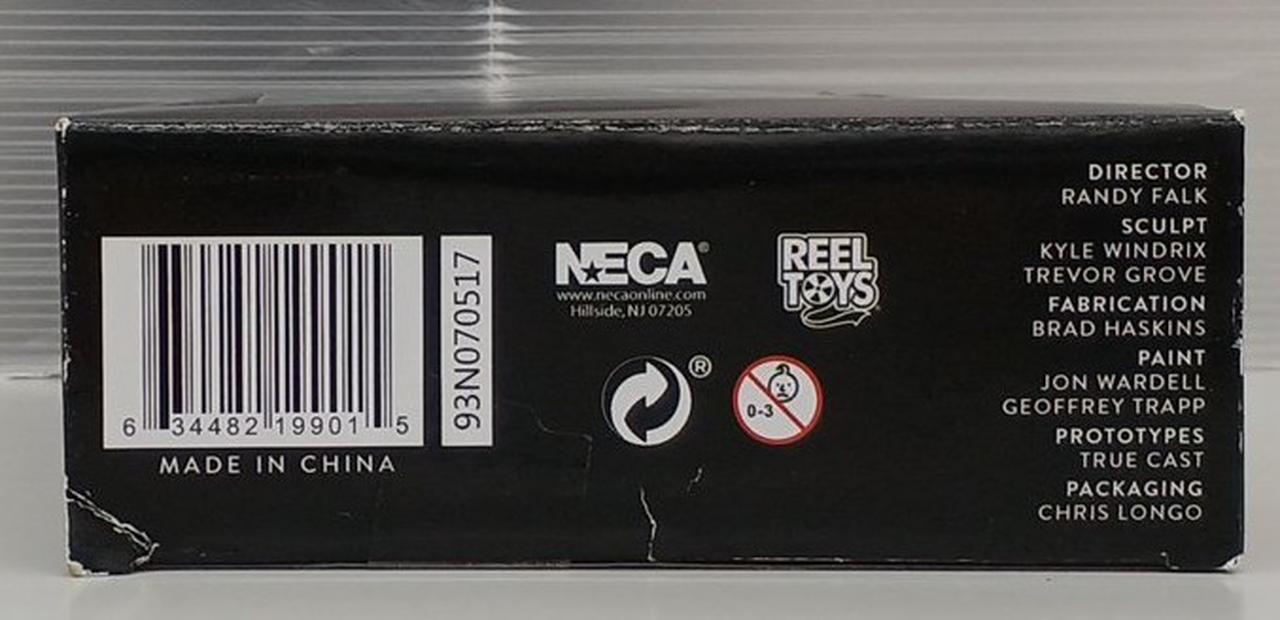 6 34482 19901 5
MADE IN CHINA
93N070517
NECA®
www.necaonline.com
Hillside, NJ 07205
REEL
TOYS
®
0-3
DIRECTOR
RANDY FALK
SCULPT
KYLE WINDRIX
TREVOR GROVE
FABRICATION
BRAD HASKINS
PAINT
JON WARDELL
GEOFFREY TRAPP
PROTOTYPES
TRUE CAST
PACKAGING
CHRIS LONGO